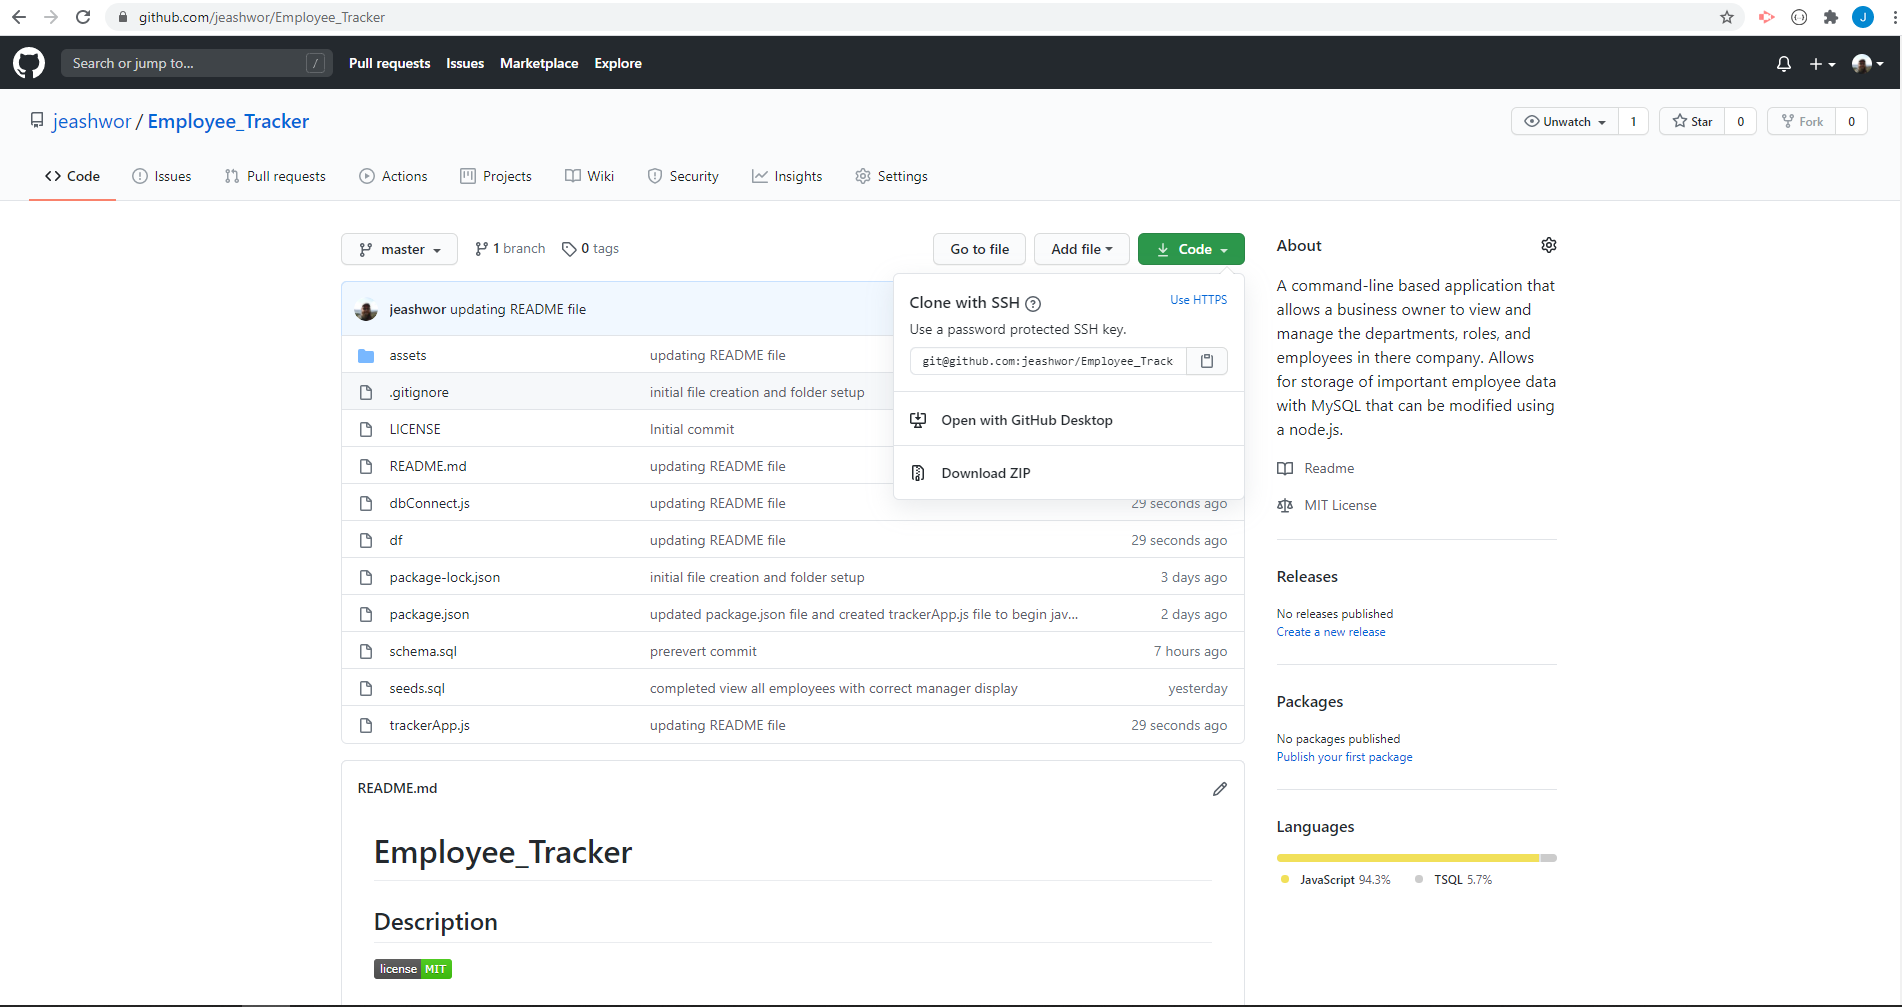 github.com/jeashwor/Employee_Tracker
J
Search or jump to...
/
Pull requests
Issues
Marketplace
Explore
jeashwor / Employee_Tracker
Unwatch
1
Star
0
Fork
0
Code
Issues
Pull requests
Actions
Projects
Wiki
Security
Insights
Settings
master
1 branch
0 tags
Go to file
Add file
Code
Clone with SSH
Use HTTPS
Use a password protected SSH key.
git@github.com:jeashwor/Employee_Track
Open with GitHub Desktop
Download ZIP
jeashwor updating README file
assets updating README file
.gitignore initial file creation and folder setup
LICENSE Initial commit
README.md updating README file
dbConnect.js updating README file 29 seconds ago
df updating README file 29 seconds ago
package-lock.json initial file creation and folder setup 3 days ago
package.json updated package.json file and created trackerApp.js file to begin jav... 2 days ago
schema.sql prerevert commit 7 hours ago
seeds.sql completed view all employees with correct manager display yesterday
trackerApp.js updating README file 29 seconds ago
README.md
Employee_Tracker
Description
license MIT
About
A command-line based application that
allows a business owner to view and
manage the departments, roles, and
employees in there company. Allows
for storage of important employee data
with MySQL that can be modified using
a node.js.
Readme
MIT License
Releases
No releases published
Create a new release
Packages
No packages published
Publish your first package
Languages
JavaScript 94.3%
TSQL 5.7%